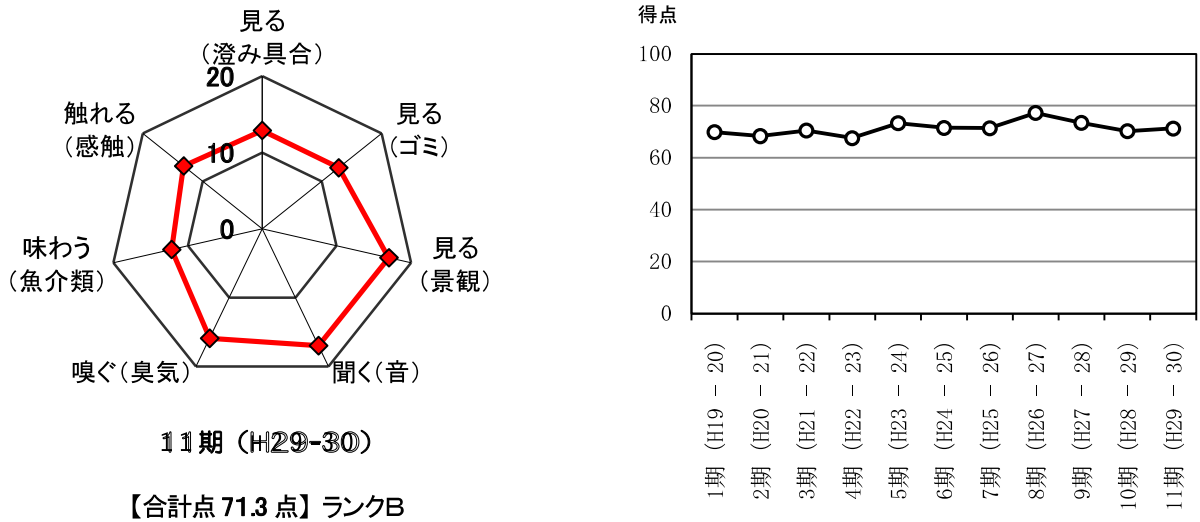 見る
(澄み具合)
20
触れる
(感触)
見る
(ゴミ)
10
0
味わう
(魚介類)
見る
(景観)
嗅ぐ(臭気)
聞く(音)
11期(H29-30)
【合計点 71.3 点】 ランクB
得点
100
80
60
40
20
0
1期(H19 - 20)
2期(H20 - 21)
3期(H21 - 22)
4期(H22 - 23)
5期(H23 - 24)
6期(H24 - 25)
7期(H25 - 26)
8期(H26 - 27)
9期(H27 - 28)
10期(H28 - 29)
11期(H29 - 30)